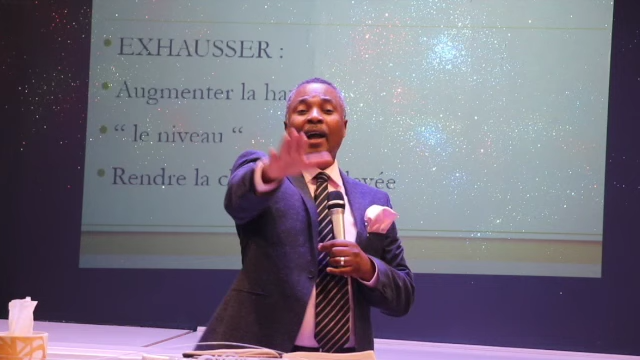 • EXHAUSSER :
• Augmenter la
• “ le niveau “
• Rendre la